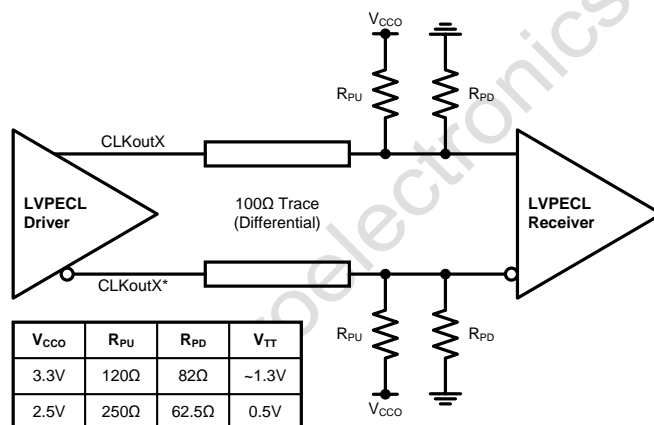 VCCO
RPU
RPD
CLKoutX
LVPECL
Driver
100Ω Trace
(Differential)
LVPECL
Receiver
CLKoutX*
RPU
RPD
VCCO
VCCO RPU RPD VTT
3.3V 120Ω 82Ω ~1.3V
2.5V 250Ω 62.5Ω 0.5V
roelectronics